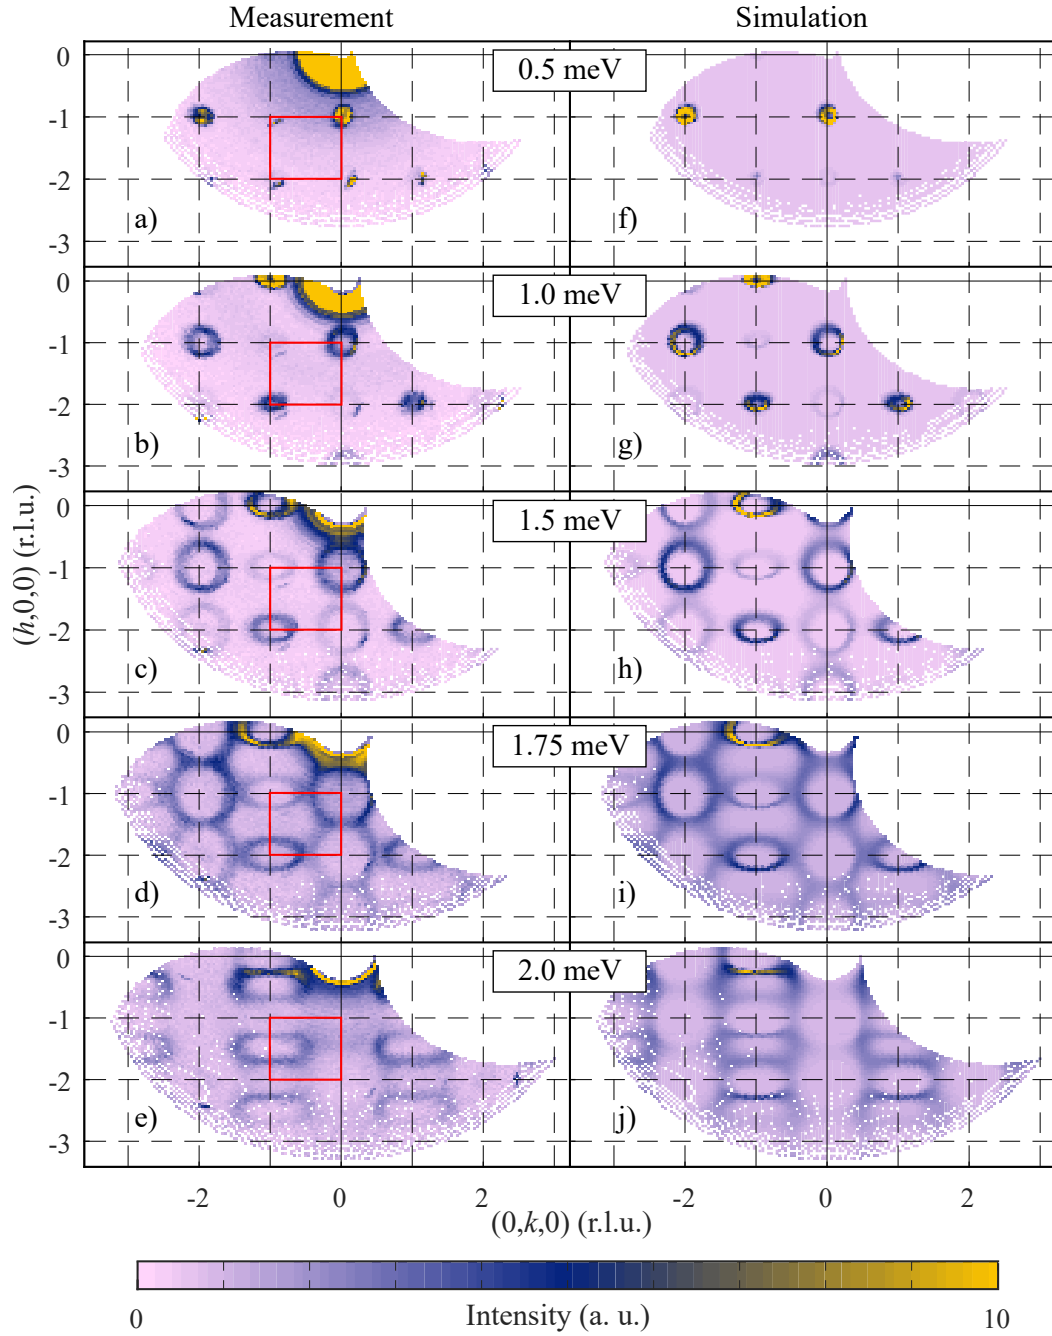 Measurement Simulation
0.5 meV
0
-1
-2
-3
a) f)
1.0 meV
0
-1
-2
-3
b) g)
1.5 meV
0
-1
-2
-3
c) h)
1.75 meV
0
-1
-2
-3
d) i)
2.0 meV
0
-1
-2
-3
e) j)
(h,0,0) (r.l.u.)
-2 0 2 -2 0 2
(0,k,0) (r.l.u.)
0 Intensity (a. u.) 10